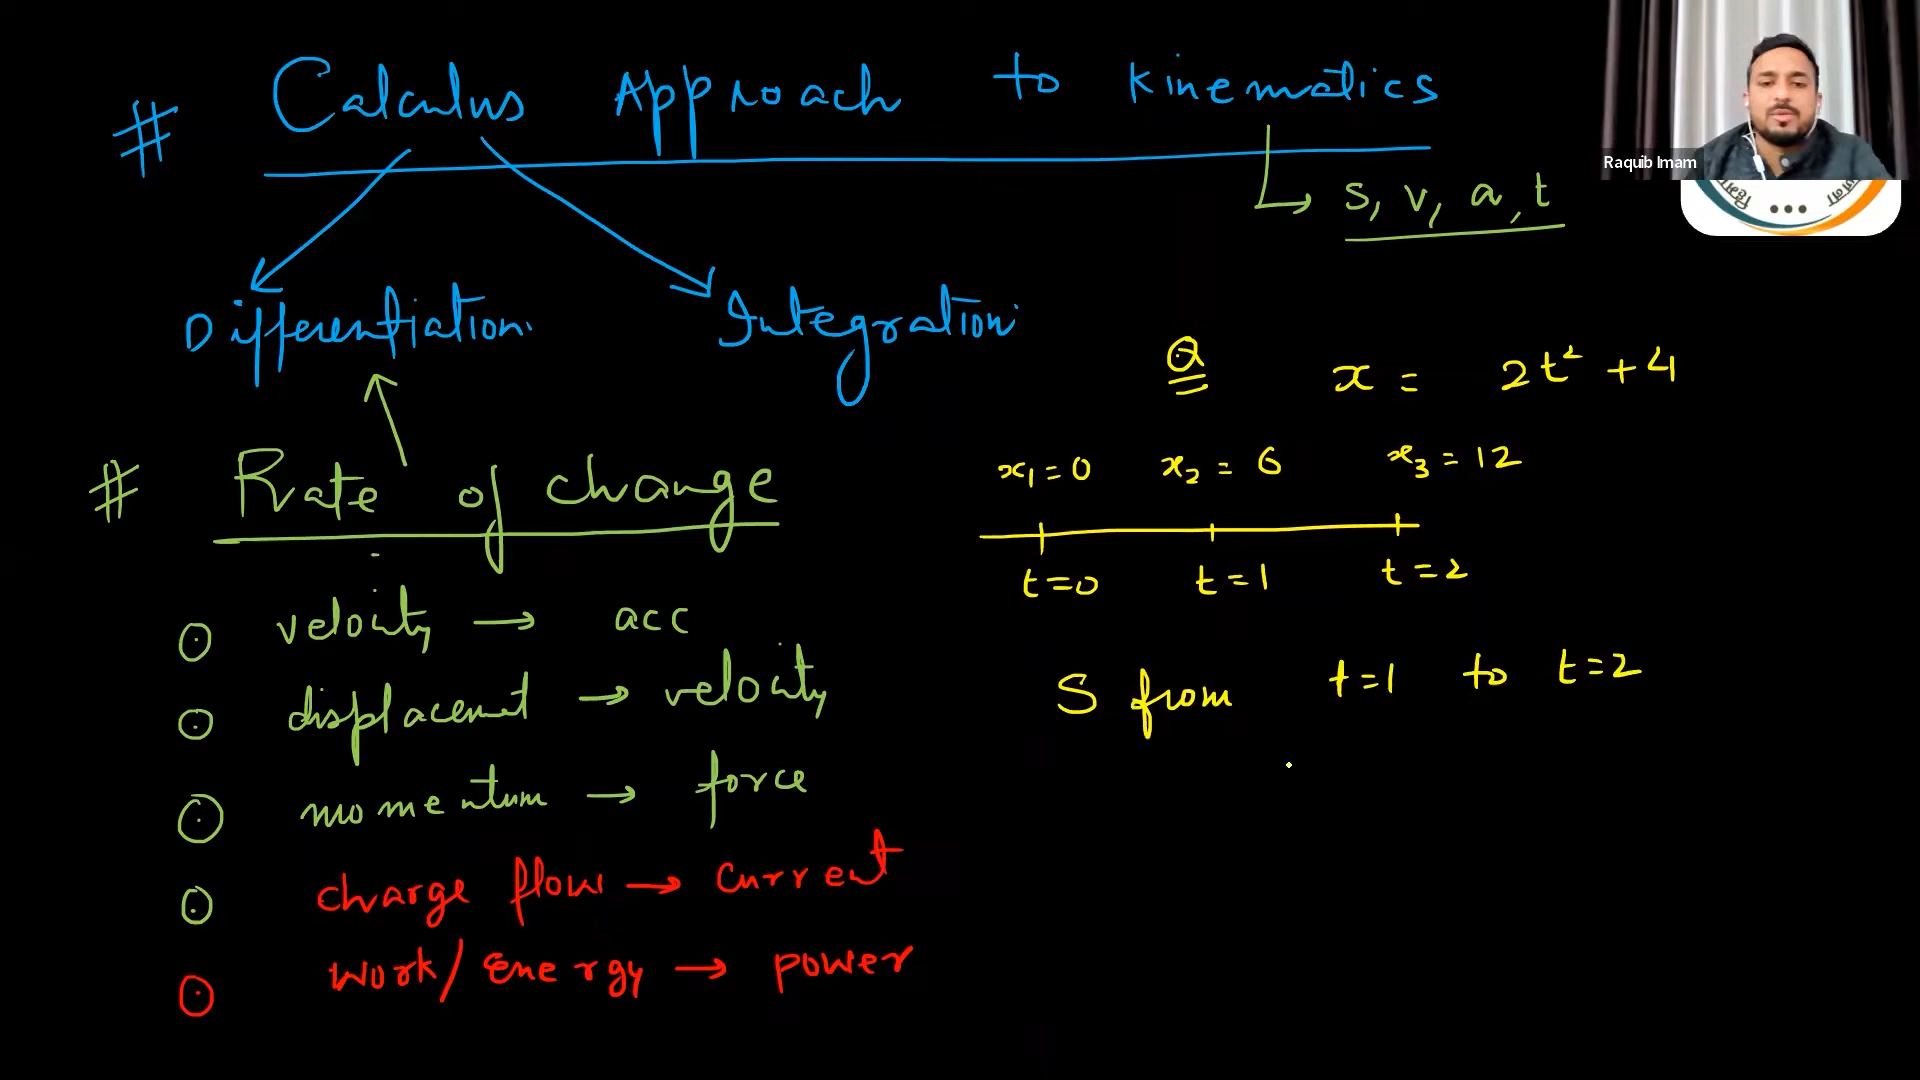 # Calculus Approach to Kinematics
Raquib Imam
↳ s, v, a, t
Differentiation.
Integration
Q x = 2t² + 4
# Rate of change
x₁ = 0 x₂ = 6 x₃ = 12
t=0 t=1 t=2
velocity → acc
displacement → velocity
S from t=1 to t=2
momentum → force
charge flow → current
work/Energy → power